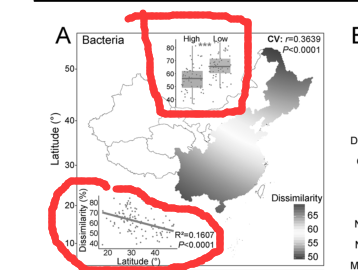 A
Bacteria
High Low
***
CV: r=0.3639
P<0.0001
80
70
60
50
40
50
40
30
20
10
Latitude (°)
Dissimilarity (%)
80
70
60
50
40
R²=0.1607
P<0.0001
20 30 40
Latitude (°)
Dissimilarity
65
60
55
50